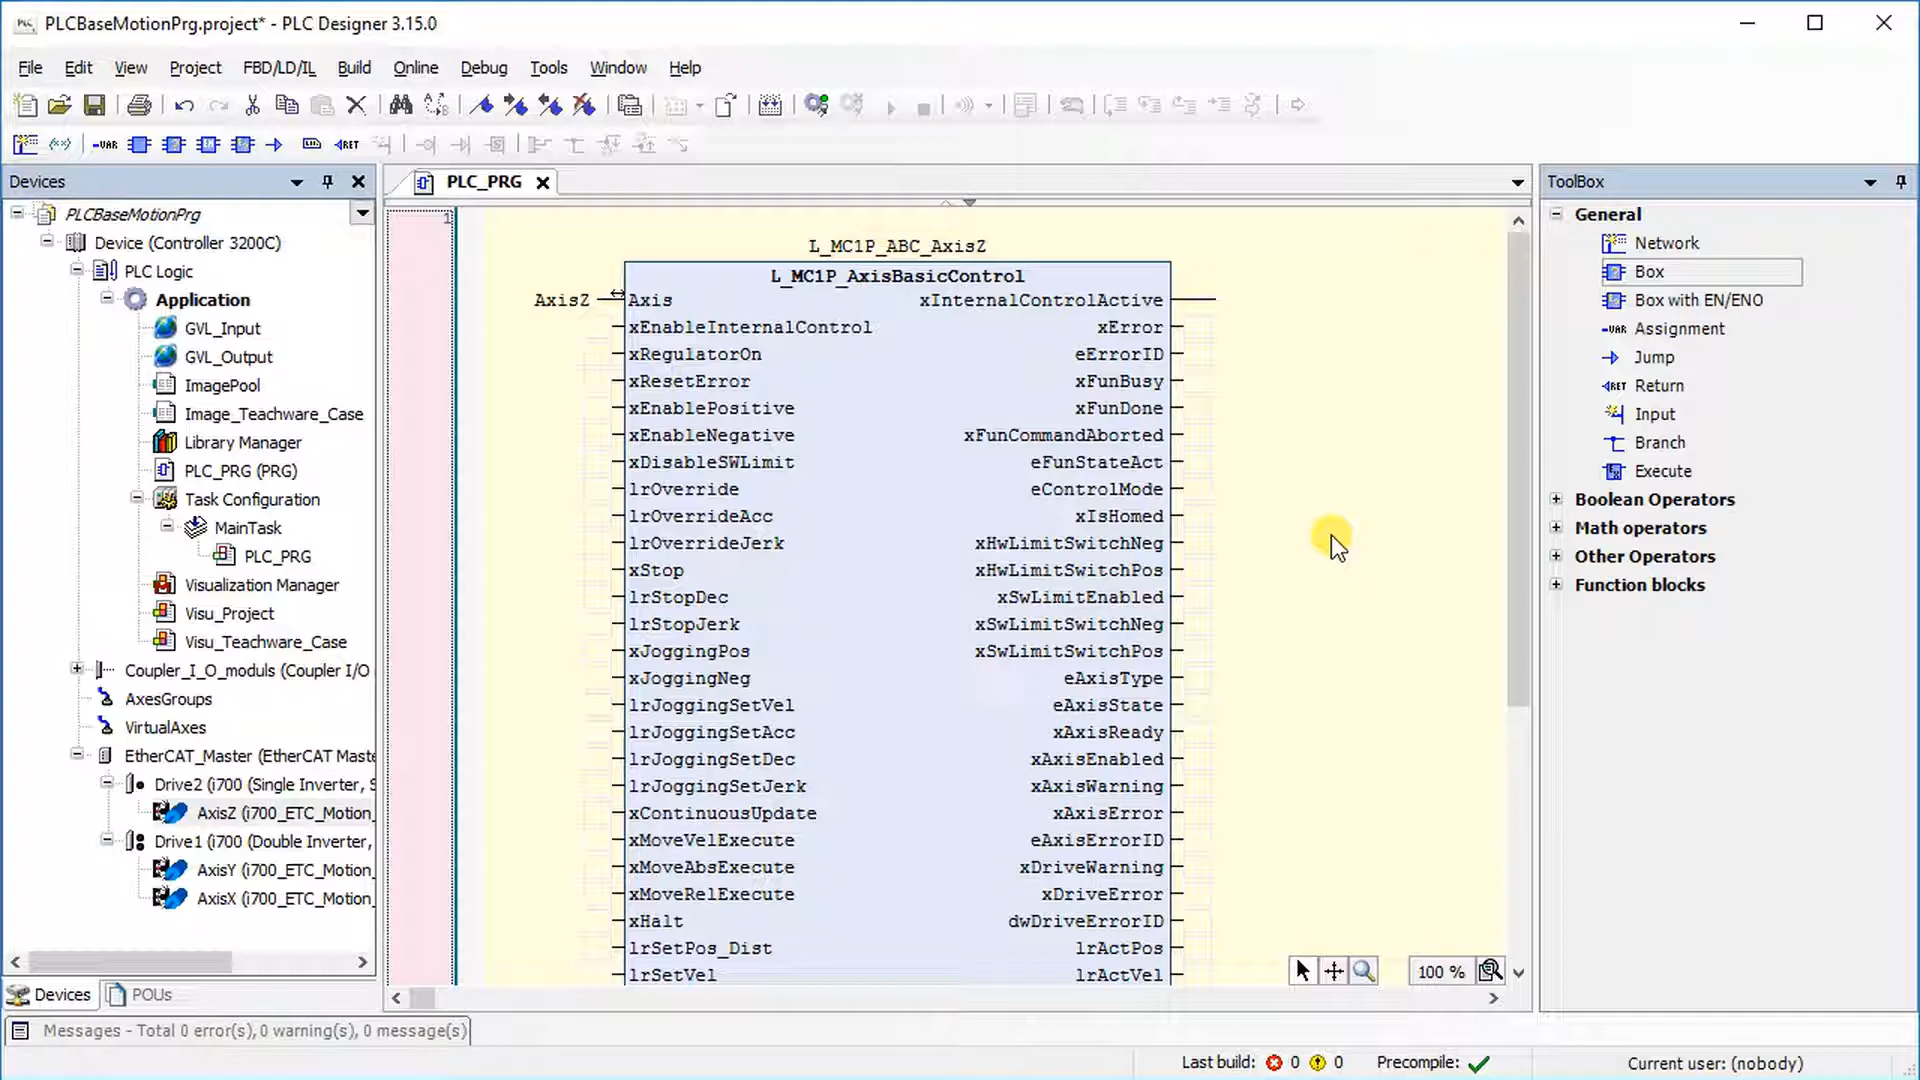 PLCBaseMotionPrg.project* - PLC Designer 3.15.0
File Edit View Project FBD/LD/IL Build Online Debug Tools Window Help
Devices
PLCBaseMotionPrg
Device (Controller 3200C)
PLC Logic
Application
GVL_Input
GVL_Output
ImagePool
Image_Teachware_Case
Library Manager
PLC_PRG (PRG)
Task Configuration
MainTask
PLC_PRG
Visualization Manager
Visu_Project
Visu_Teachware_Case
Coupler_I_O_moduls (Coupler I/O
AxesGroups
VirtualAxes
EtherCAT_Master (EtherCAT Maste
Drive2 (i700 (Single Inverter, S
AxisZ (i700_ETC_Motion_
Drive1 (i700 (Double Inverter,
AxisY (i700_ETC_Motion_
AxisX (i700_ETC_Motion_
Devices POUs
PLC_PRG
1
L_MC1P_ABC_AxisZ
L_MC1P_AxisBasicControl
AxisZ Axis xInternalControlActive
xEnableInternalControl xError
xRegulatorOn eErrorID
xResetError xFunBusy
xEnablePositive xFunDone
xEnableNegative xFunCommandAborted
xDisableSWLimit eFunStateAct
lrOverride eControlMode
lrOverrideAcc xIsHomed
lrOverrideJerk xHwLimitSwitchNeg
xStop xHwLimitSwitchPos
lrStopDec xSwLimitEnabled
lrStopJerk xSwLimitSwitchNeg
xJoggingPos xSwLimitSwitchPos
xJoggingNeg eAxisType
lrJoggingSetVel eAxisState
lrJoggingSetAcc xAxisReady
lrJoggingSetDec xAxisEnabled
lrJoggingSetJerk xAxisWarning
xContinuousUpdate xAxisError
xMoveVelExecute eAxisErrorID
xMoveAbsExecute xDriveWarning
xMoveRelExecute xDriveError
xHalt dwDriveErrorID
lrSetPos_Dist lrActPos
lrSetVel lrActVel
100 %
ToolBox
General
Network
Box
Box with EN/ENO
VAR Assignment
Jump
RET Return
Input
Branch
Execute
Boolean Operators
Math operators
Other Operators
Function blocks
Messages - Total 0 error(s), 0 warning(s), 0 message(s)
Last build: 0 0 Precompile: Current user: (nobody)